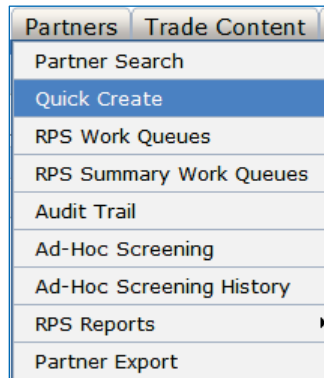 Partners Trade Content
Partner Search
Quick Create
RPS Work Queues
RPS Summary Work Queues
Audit Trail
Ad-Hoc Screening
Ad-Hoc Screening History
RPS Reports
Partner Export